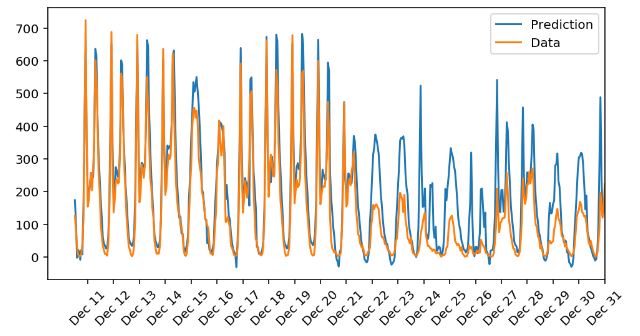 Prediction
Data
700
600
500
400
300
200
100
0
Dec 11
Dec 12
Dec 13
Dec 14
Dec 15
Dec 16
Dec 17
Dec 18
Dec 19
Dec 20
Dec 21
Dec 22
Dec 23
Dec 24
Dec 25
Dec 26
Dec 27
Dec 28
Dec 29
Dec 30
Dec 31